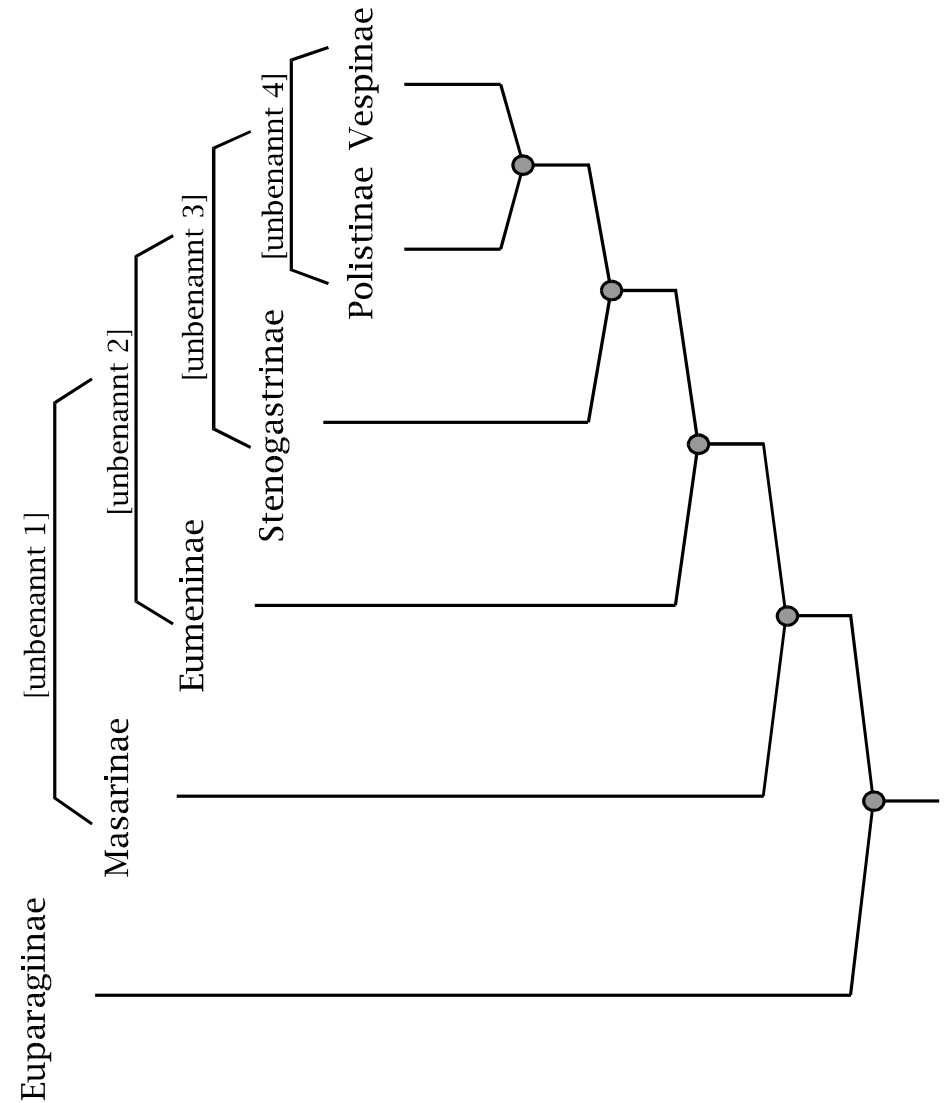 Euparagiinae
[unbenannt 1]
Masarinae
[unbenannt 2]
Eumeninae
[unbenannt 3]
Stenogastrinae
[unbenannt 4]
Polistinae
Vespinae